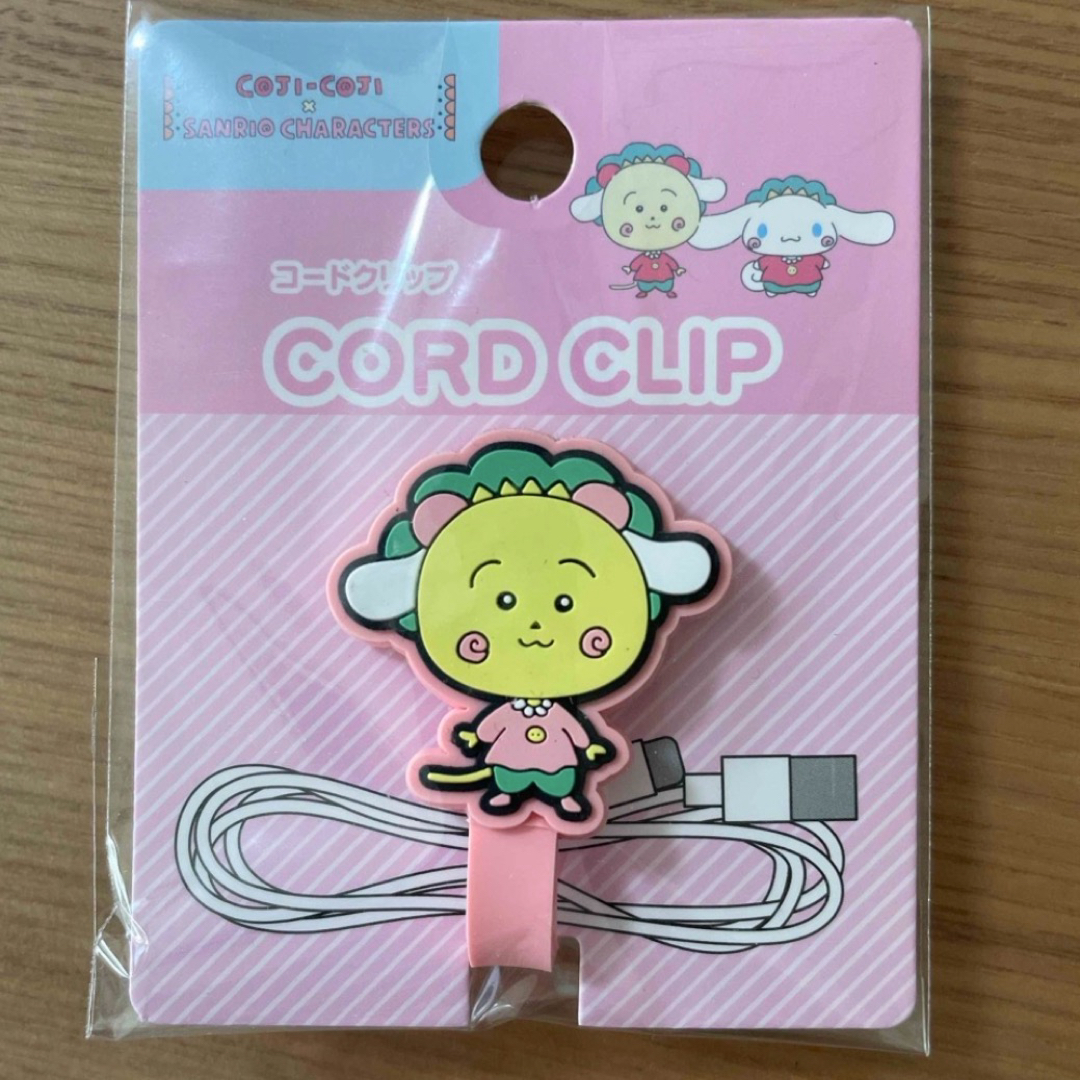 COJI-COJI
×
SANRIO CHARACTERS
コードクリップ
CORD CLIP